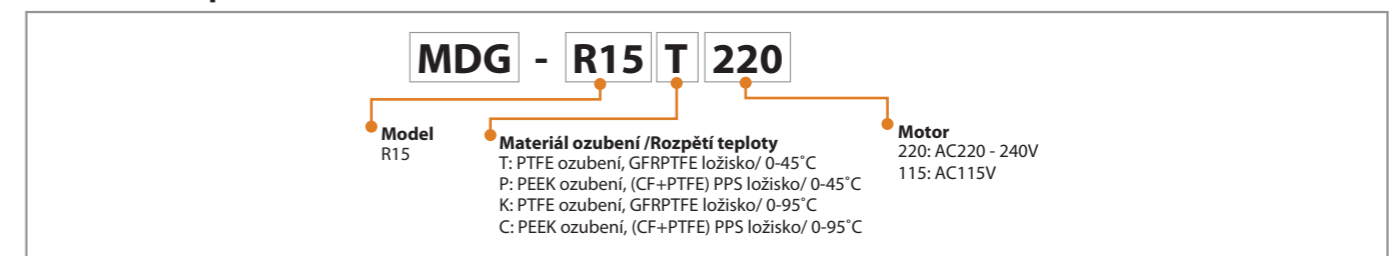 MDG - R15 T 220
Model
R15
Materiál ozubení /Rozpětí teploty
T: PTFE ozubení, GFRPTFE ložisko/ 0-45˚C
P: PEEK ozubení, (CF+PTFE) PPS ložisko/ 0-45˚C
K: PTFE ozubení, GFRPTFE ložisko/ 0-95˚C
C: PEEK ozubení, (CF+PTFE) PPS ložisko/ 0-95˚C
Motor
220: AC220 - 240V
115: AC115V